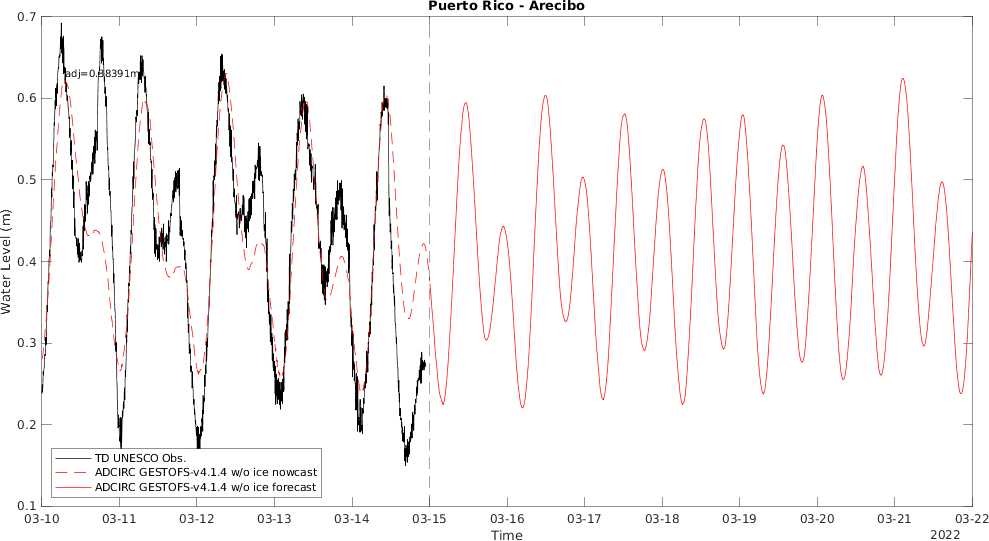 Puerto Rico - Arecibo
0.7
0.6
0.5
0.4
0.3
0.2
0.1
Water Level (m)
adj=0.38391m
TD UNESCO Obs.
ADCIRC GESTOFS-v4.1.4 w/o ice nowcast
ADCIRC GESTOFS-v4.1.4 w/o ice forecast
03-10 03-11 03-12 03-13 03-14 03-15 03-16 03-17 03-18 03-19 03-20 03-21 03-22
Time
2022